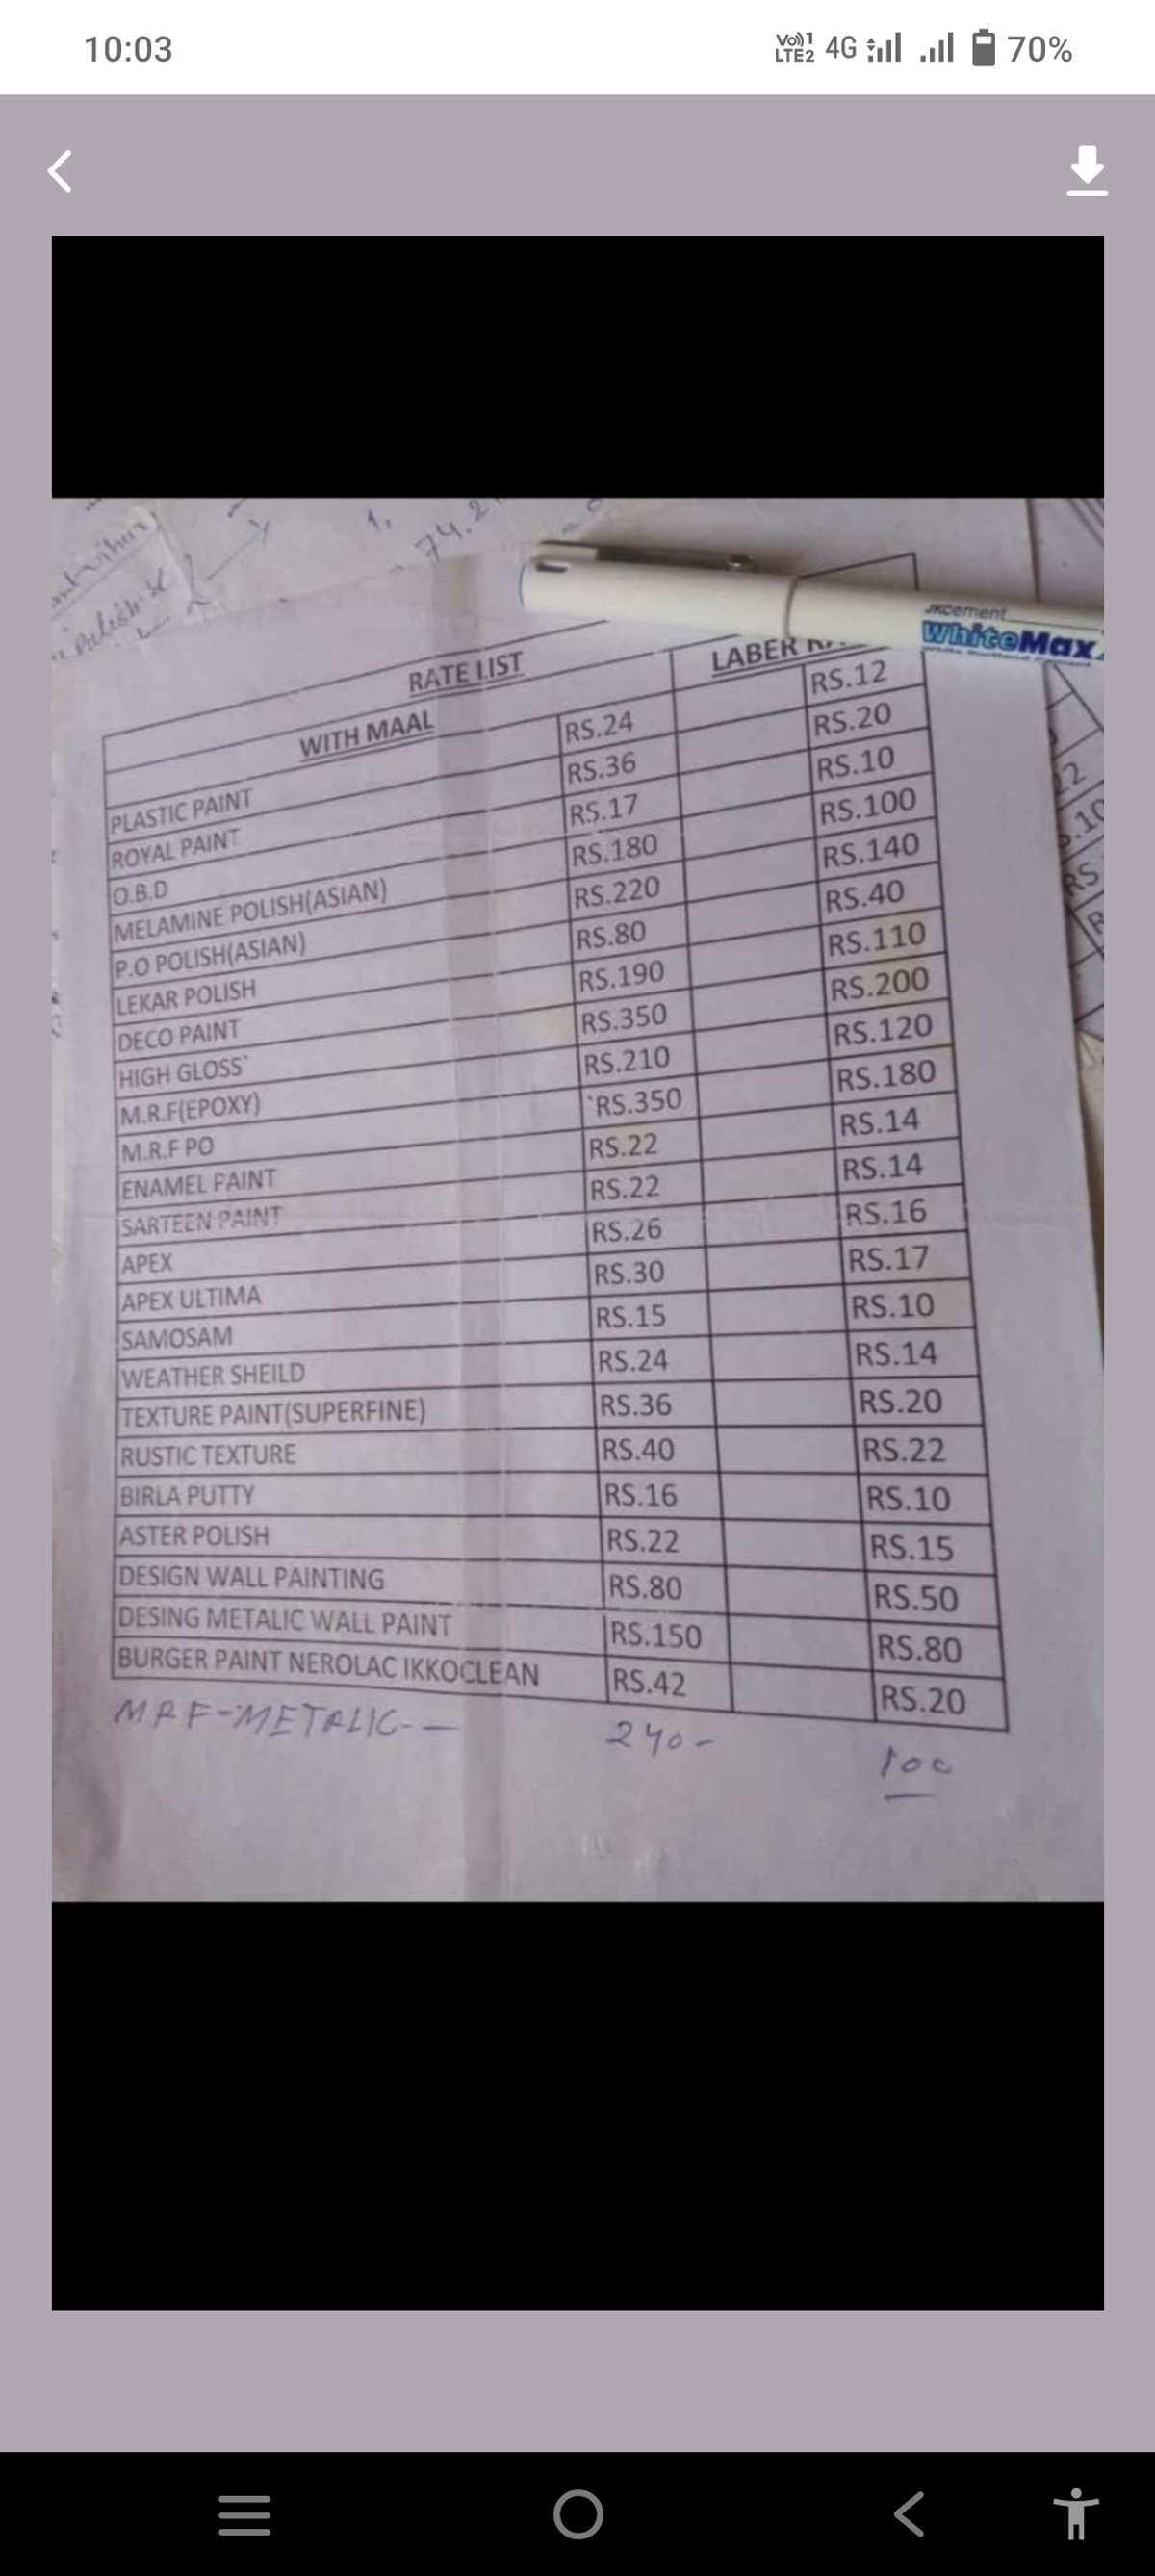 10:03
Vo)) 1 LTE2 4G 70%
74.2
JKcement
WhiteMax
RATE LIST
WITH MAAL LABER
PLASTIC PAINT RS.24 RS.12
ROYAL PAINT RS.36 RS.20
O.B.D RS.17 RS.10
MELAMINE POLISH(ASIAN) RS.180 RS.100
P.O POLISH(ASIAN) RS.220 RS.140
LEKAR POLISH RS.80 RS.40
DECO PAINT RS.190 RS.110
HIGH GLOSS` RS.350 RS.200
M.R.F(EPOXY) RS.210 RS.120
M.R.F PO `RS.350 RS.180
ENAMEL PAINT RS.22 RS.14
SARTEEN PAINT RS.22 RS.14
APEX RS.26 RS.16
APEX ULTIMA RS.30 RS.17
SAMOSAM RS.15 RS.10
WEATHER SHEILD RS.24 RS.14
TEXTURE PAINT(SUPERFINE) RS.36 RS.20
RUSTIC TEXTURE RS.40 RS.22
BIRLA PUTTY RS.16 RS.10
ASTER POLISH RS.22 RS.15
DESIGN WALL PAINTING RS.80 RS.50
DESING METALIC WALL PAINT RS.150 RS.80
BURGER PAINT NEROLAC IKKOCLEAN RS.42 RS.20
MRF-METALIC-— 240- 100